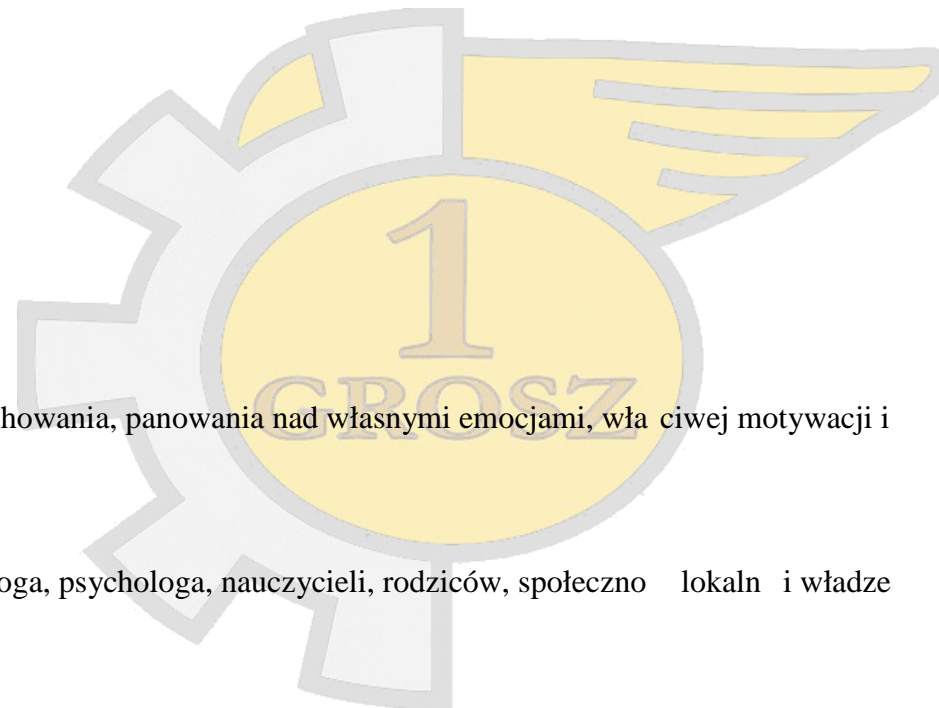 1
GROSZ
howania, panowania nad własnymi emocjami, wła ciwej motywacji i
oga, psychologa, nauczycieli, rodziców, społeczno lokaln i władze